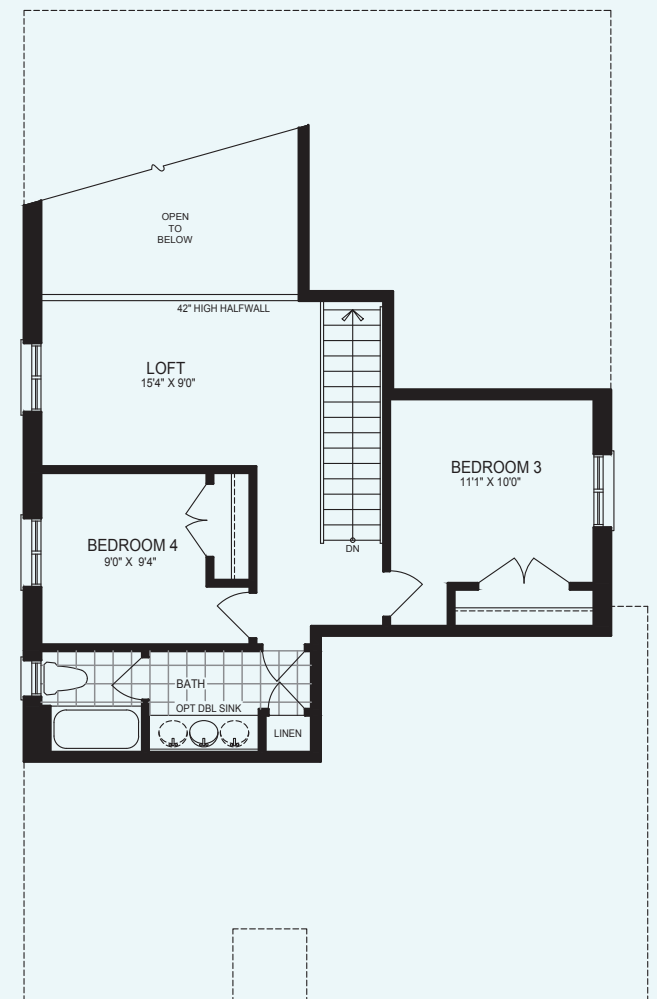 OPEN
TO
BELOW
42" HIGH HALFWALL
LOFT
15'4" X 9'0"
BEDROOM 3
11'1" X 10'0"
BEDROOM 4
9'0" X 9'4"
DN
BATH
OPT DBL SINK
LINEN